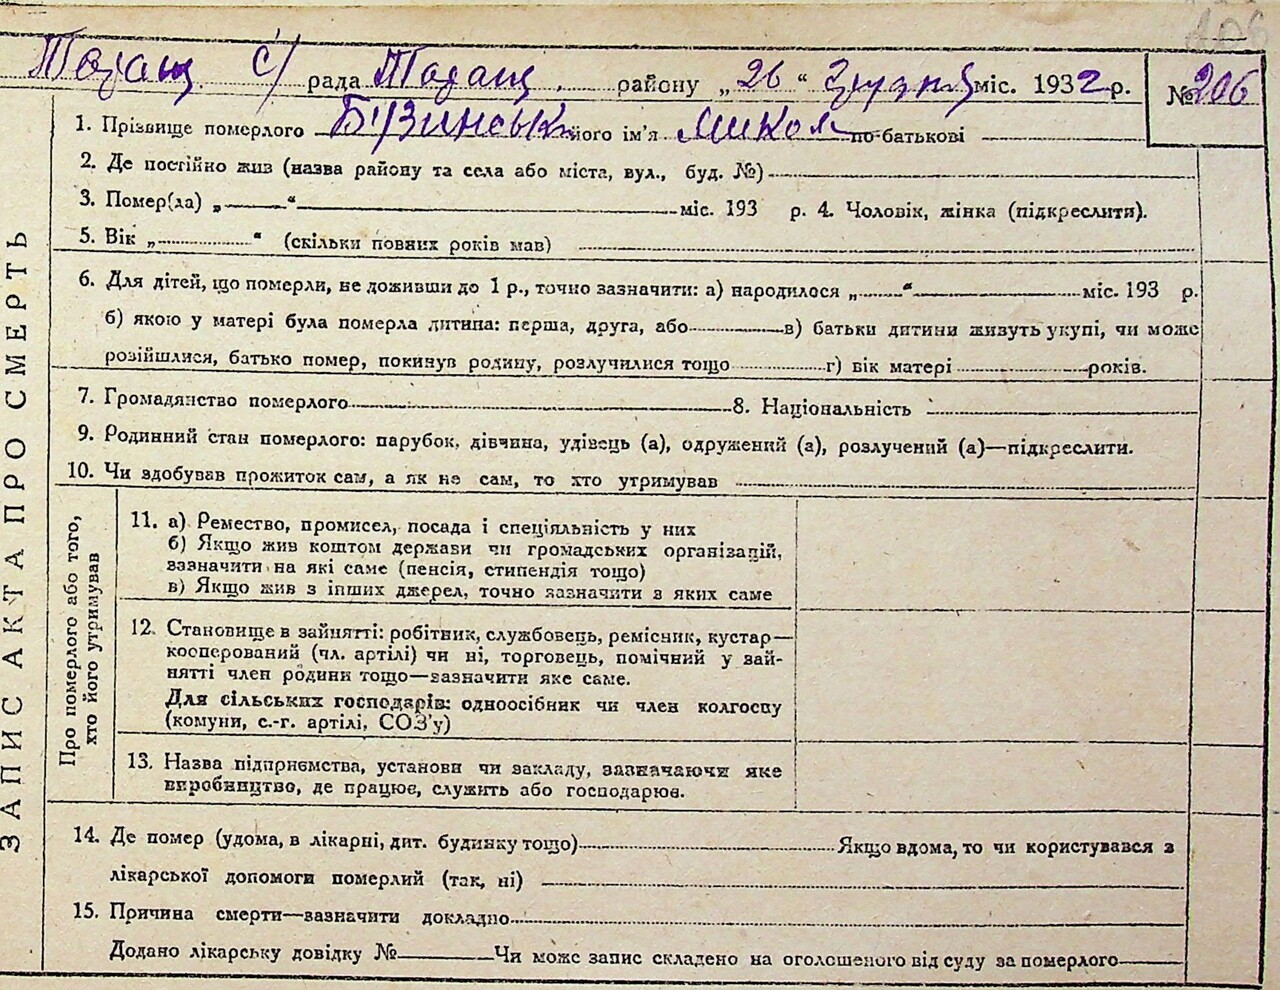 206
Таращ. с/ рада Таращ. району „ 26 “ Грудня міс. 1932 р. № 206
1. Прізвище померлого Бузинськ його ім'я Микол по-батькові
2. Де постійно жив (назва району та села або міста, вул., буд. №)
3. Помер(ла) „ “ міс. 193 р. 4. Чоловік, жінка (підкреслити).
5. Вік „ “ (скільки повних років мав)
6. Для дітей, що померли, не доживши до 1 р., точно зазначити: а) народилося „ “ міс. 193 р.
б) якою у матері була померла дитина: перша, друга, або в) батьки дитини живуть укупі, чи може
розійшлися, батько помер, покинув родину, розлучилися тощо г) вік матері років.
7. Громадянство померлого 8. Національність
9. Родинний стан померлого: парубок, дівчина, удівець (а), одружений (а), розлучений (а)—підкреслити.
10. Чи здобував прожиток сам, а як не сам, то хто утримував
ЗАПИС АКТА ПРО СМЕРТЬ
Про померлого або того,
хто його утримував
11. а) Ремество, промисел, посада і спеціяльність у них
б) Якщо жив коштом держави чи громадських організацій,
зазначити на які саме (пенсія, стипендія тощо)
в) Якщо жив з інших джерел, точно зазначити з яких саме
12. Становище в зайнятті: робітник, службовець, ремісник, кустар—
кооперований (чл. артілі) чи ні, торговець, помічний у зай-
нятті член родини тощо—зазначити яке саме.
Для сільських господарів: одноосібник чи член колгоспу
(комуни, с.-г. артілі, СОЗ'у)
13. Назва підприємства, установи чи закладу, зазначаючи яке
виробництво, де працює, служить або господарює.
14. Де помер (удома, в лікарні, дит. будинку тощо) Якщо вдома, то чи користувався з
лікарської допомоги померлий (так, ні)
15. Причина смерти—зазначити докладно
Додано лікарську довідку № Чи може запис складено на оголошеного від суду за померлого